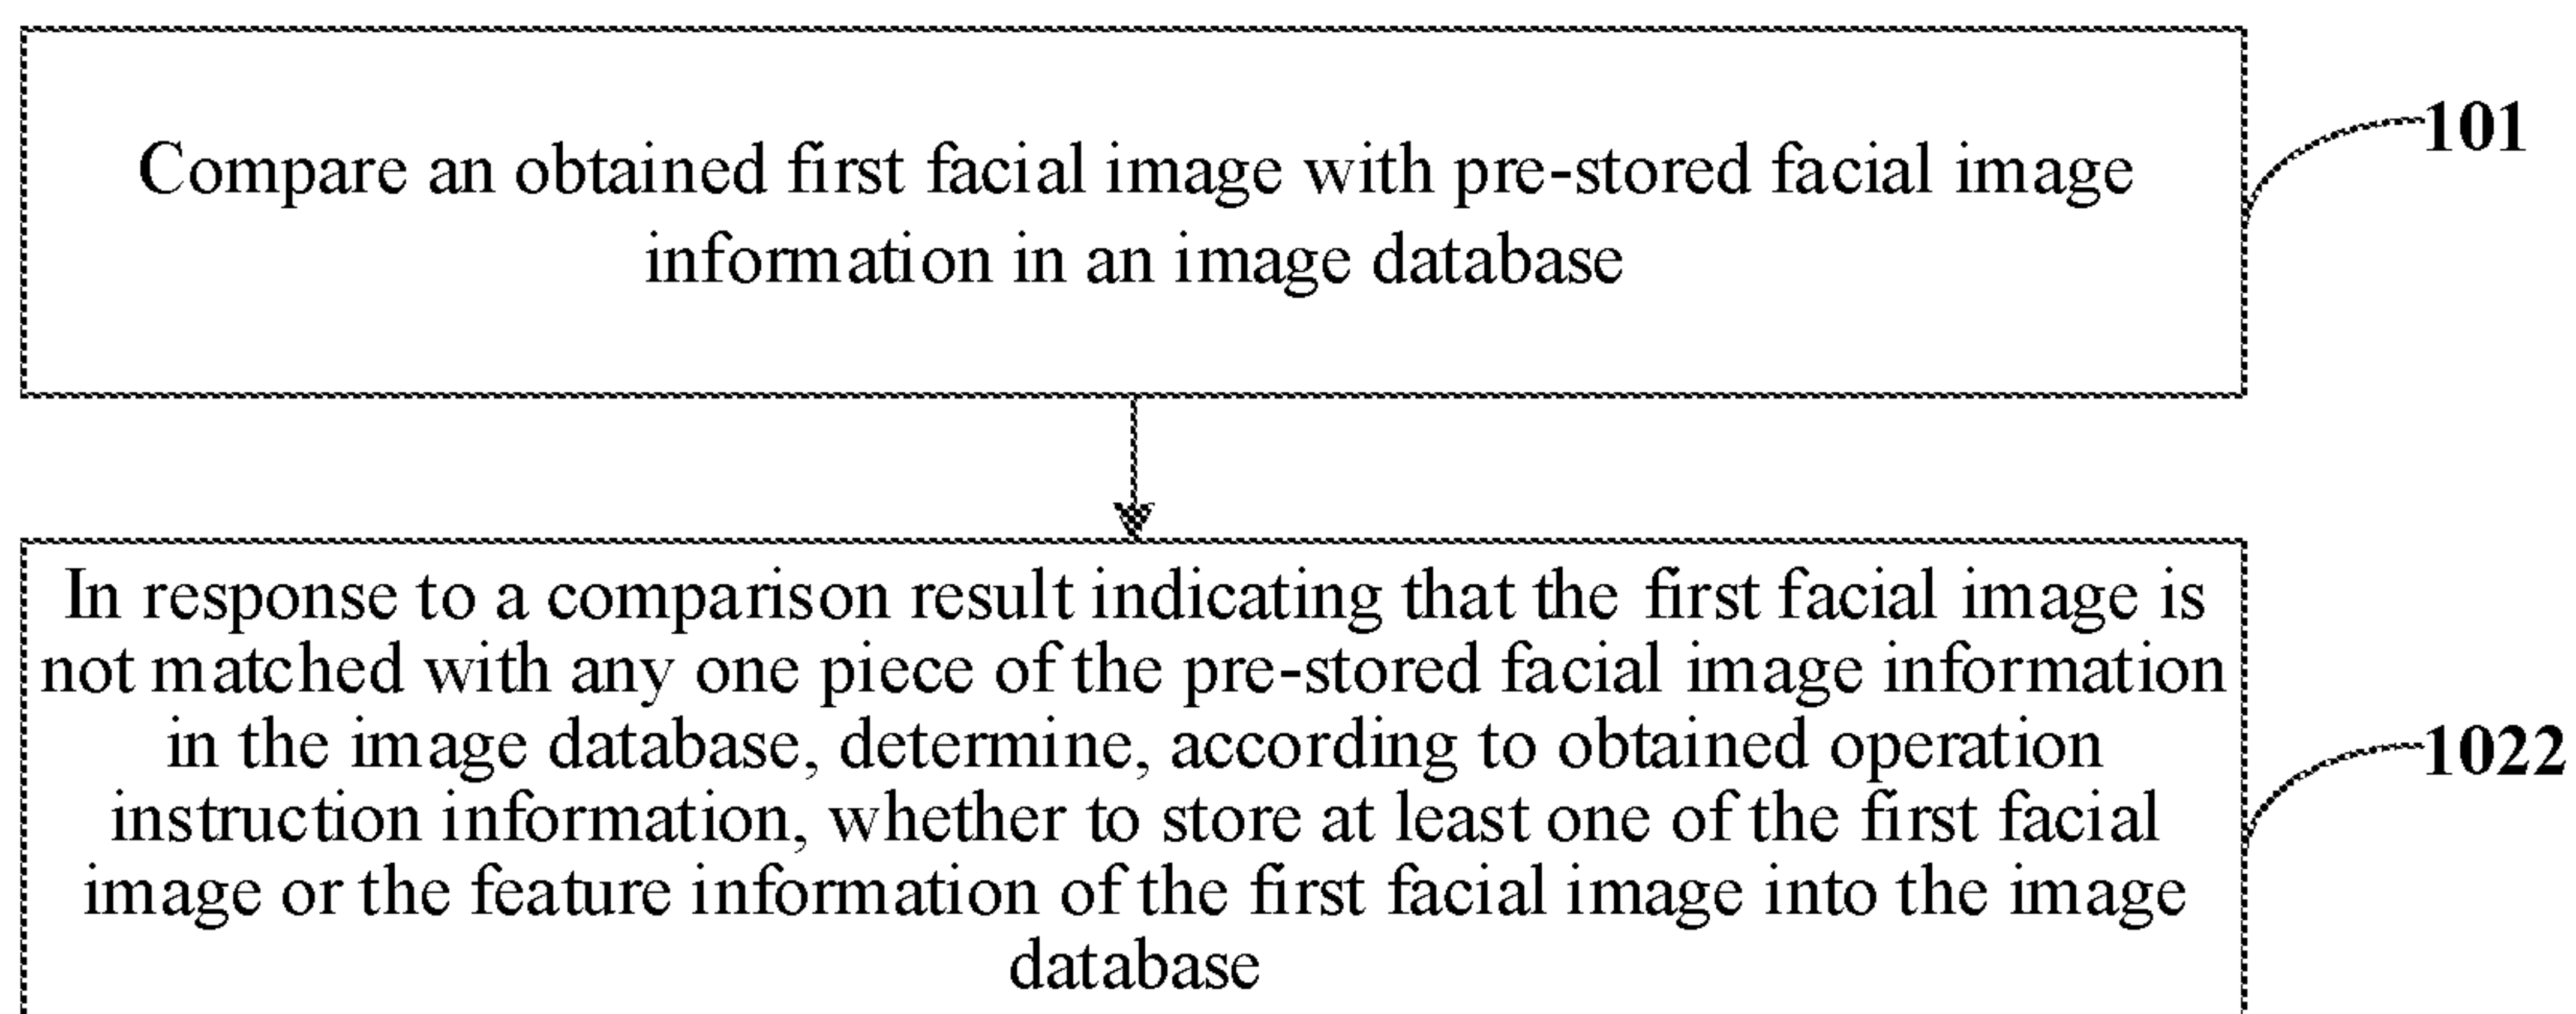 Compare an obtained first facial image with pre-stored facial image
information in an image database
101
In response to a comparison result indicating that the first facial image is
not matched with any one piece of the pre-stored facial image information
in the image database, determine, according to obtained operation
instruction information, whether to store at least one of the first facial
image or the feature information of the first facial image into the image
database
1022